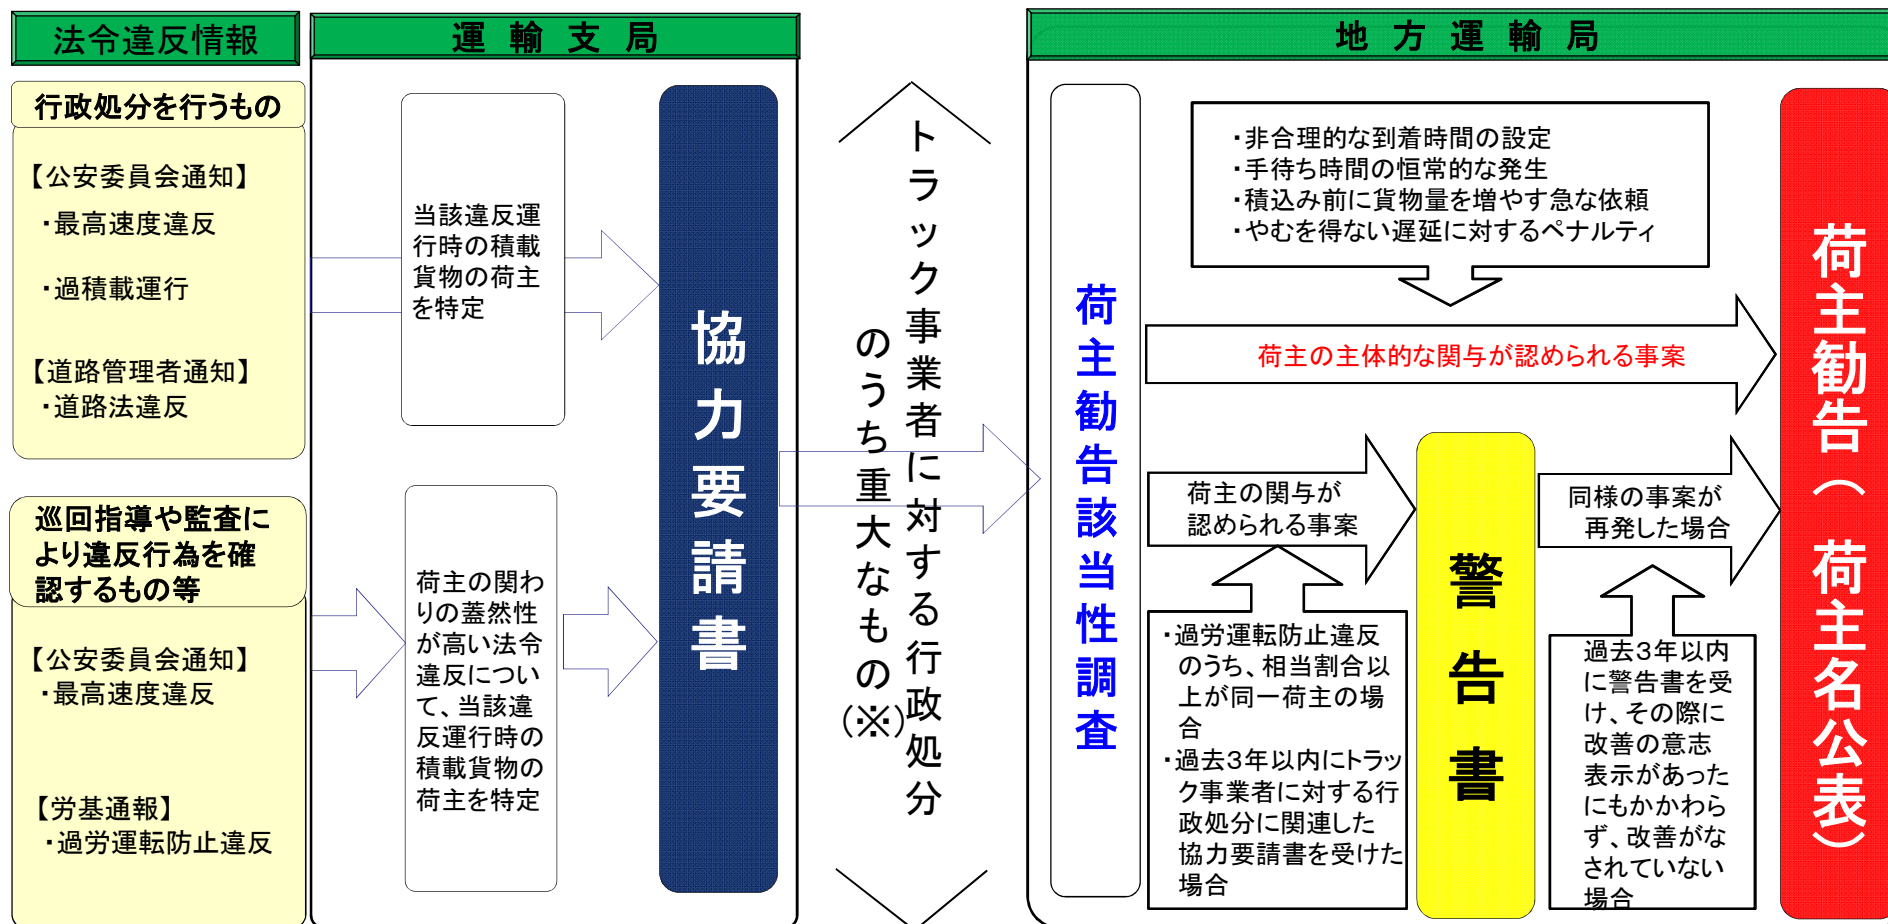 法令違反情報
行政処分を行うもの
【公安委員会通知】
・最高速度違反
・過積載運行
【道路管理者通知】
・道路法違反
巡回指導や監査に
より違反行為を確
認するもの等
【公安委員会通知】
・最高速度違反
【労基通報】
・過労運転防止違反
運輸支局
当該違反運
行時の積載
貨物の荷主
を特定
荷主の関わ
りの蓋然性
が高い法令
違反につい
て、当該違
反運行時の
積載貨物の
荷主を特定
協力要請書
トラック事業者に対する行政処分
のうち重大なもの(※)
地方運輸局
荷主勧告該当性調査
・非合理的な到着時間の設定
・手待ち時間の恒常的な発生
・積込み前に貨物量を増やす急な依頼
・やむを得ない遅延に対するペナルティ
荷主の主体的な関与が認められる事案
荷主の関与が
認められる事案
・過労運転防止違反
のうち、相当割合以
上が同一荷主の場
合
・過去3年以内にトラッ
ク事業者に対する行
政処分に関連した
協力要請書を受けた
場合
警告書
同様の事案が
再発した場合
過去3年以内
に警告書を受
け、その際に
改善の意志
表示があった
にもかかわら
ず、改善がな
されていない
場合
荷主勧告（荷主名公表）